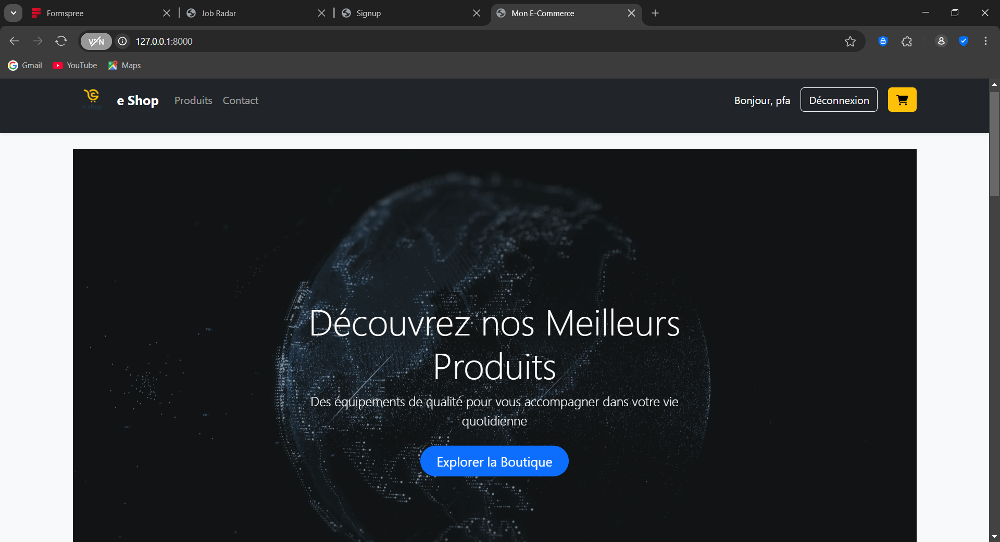 Formspree
Job Radar
Signup
Mon E-Commerce
VPN
127.0.0.1:8000
Gmail
YouTube
Maps
e shop
e Shop
Produits
Contact
Bonjour, pfa
Déconnexion
Découvrez nos Meilleurs
Produits
Des équipements de qualité pour vous accompagner dans votre vie
quotidienne
Explorer la Boutique